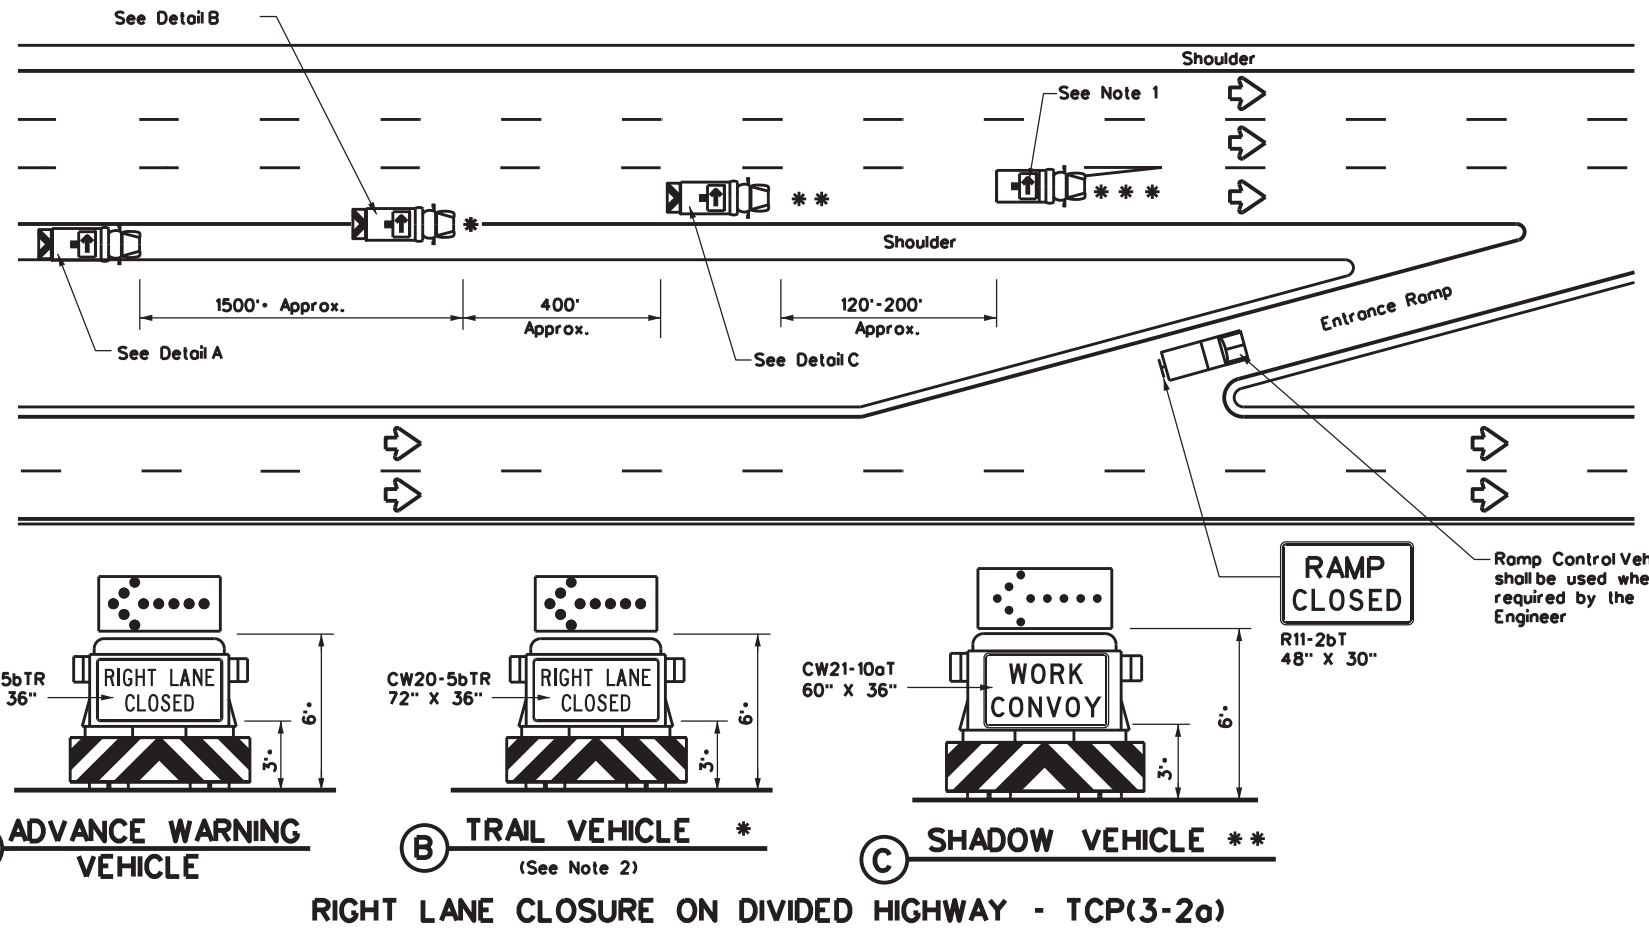 See Detail B
Shoulder
See Note 1
*
**
***
Shoulder
1500'± Approx.
400'
Approx.
120'-200'
Approx.
Entrance Ramp
See Detail A
See Detail C
RAMP
CLOSED
R11-2bT
48" X 30"
Ramp Control Veh
shall be used whe
required by the
Engineer
5bTR
36"
RIGHT LANE
CLOSED
6'±
3'±
CW20-5bTR
72" X 36"
RIGHT LANE
CLOSED
6'±
3'±
CW21-10aT
60" X 36"
WORK
CONVOY
6'±
3'±
ADVANCE WARNING
VEHICLE
B TRAIL VEHICLE *
(See Note 2)
C SHADOW VEHICLE **
RIGHT LANE CLOSURE ON DIVIDED HIGHWAY - TCP(3-2a)